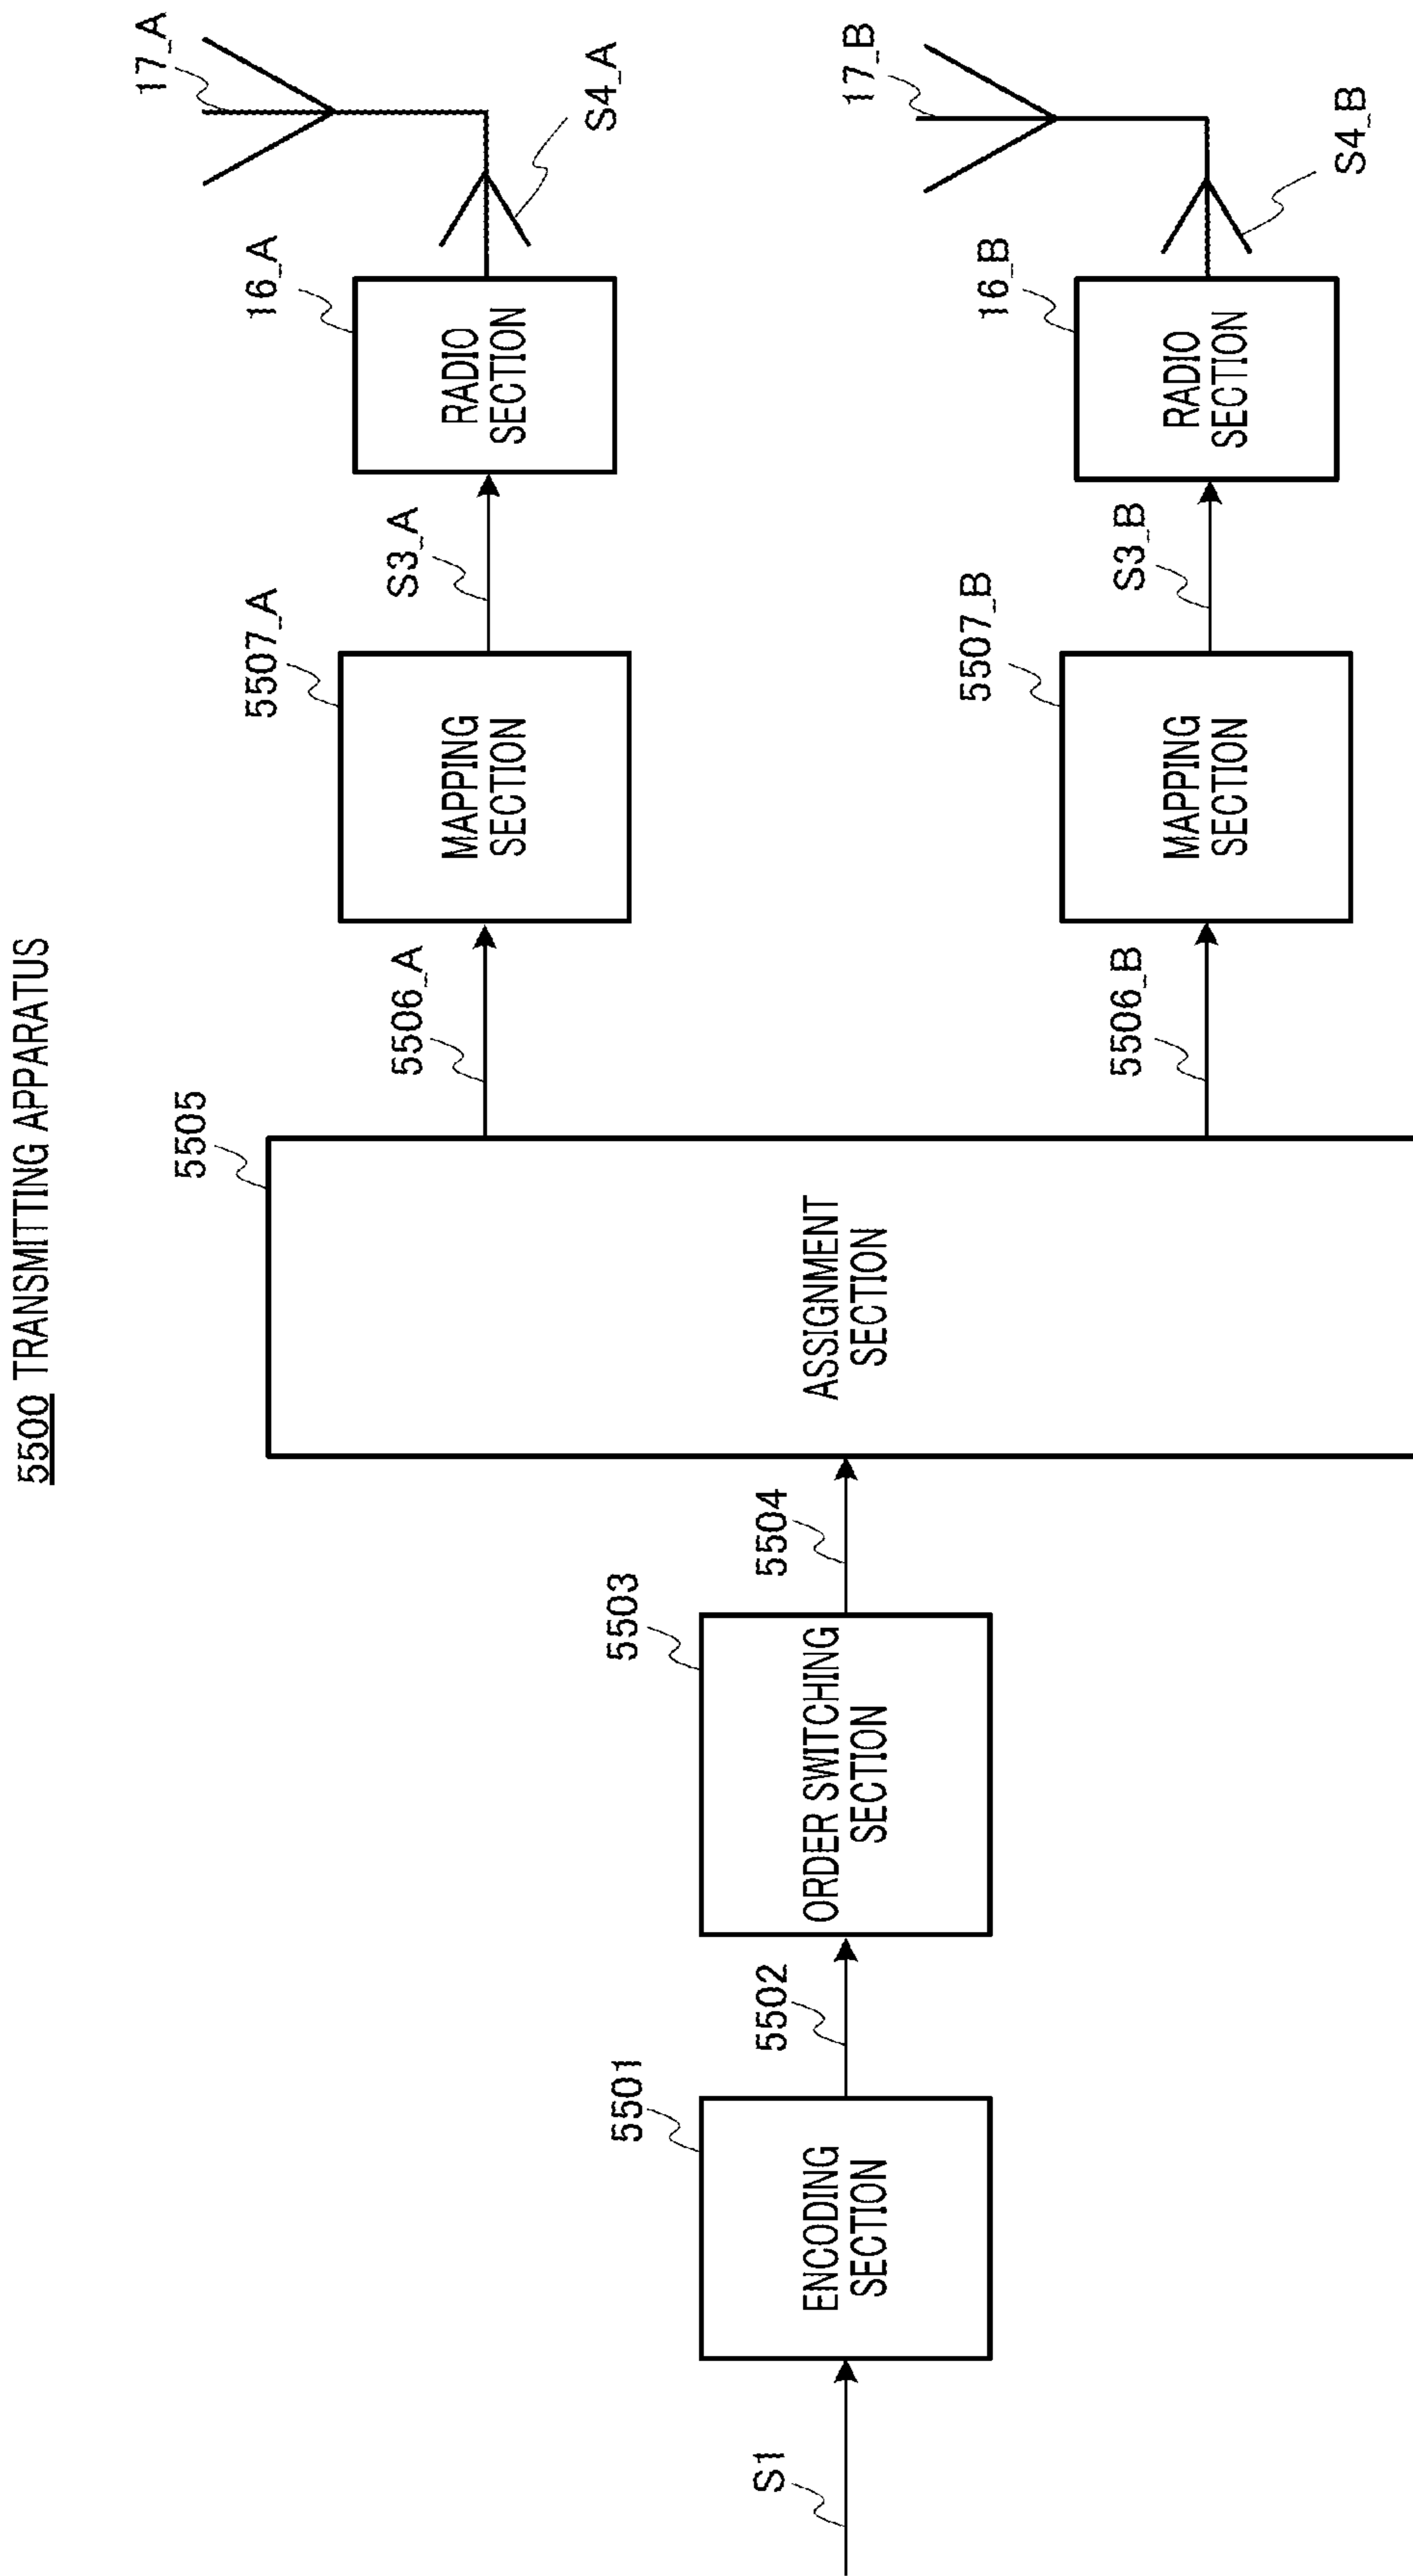 5500 TRANSMITTING APPARATUS
S1
5501
ENCODING
SECTION
5502
5503
ORDER SWITCHING
SECTION
5504
5505
ASSIGNMENT
SECTION
5506_A
5507_A
MAPPING
SECTION
S3_A
16_A
RADIO
SECTION
S4_A
17_A
5506_B
5507_B
MAPPING
SECTION
S3_B
16_B
RADIO
SECTION
S4_B
17_B